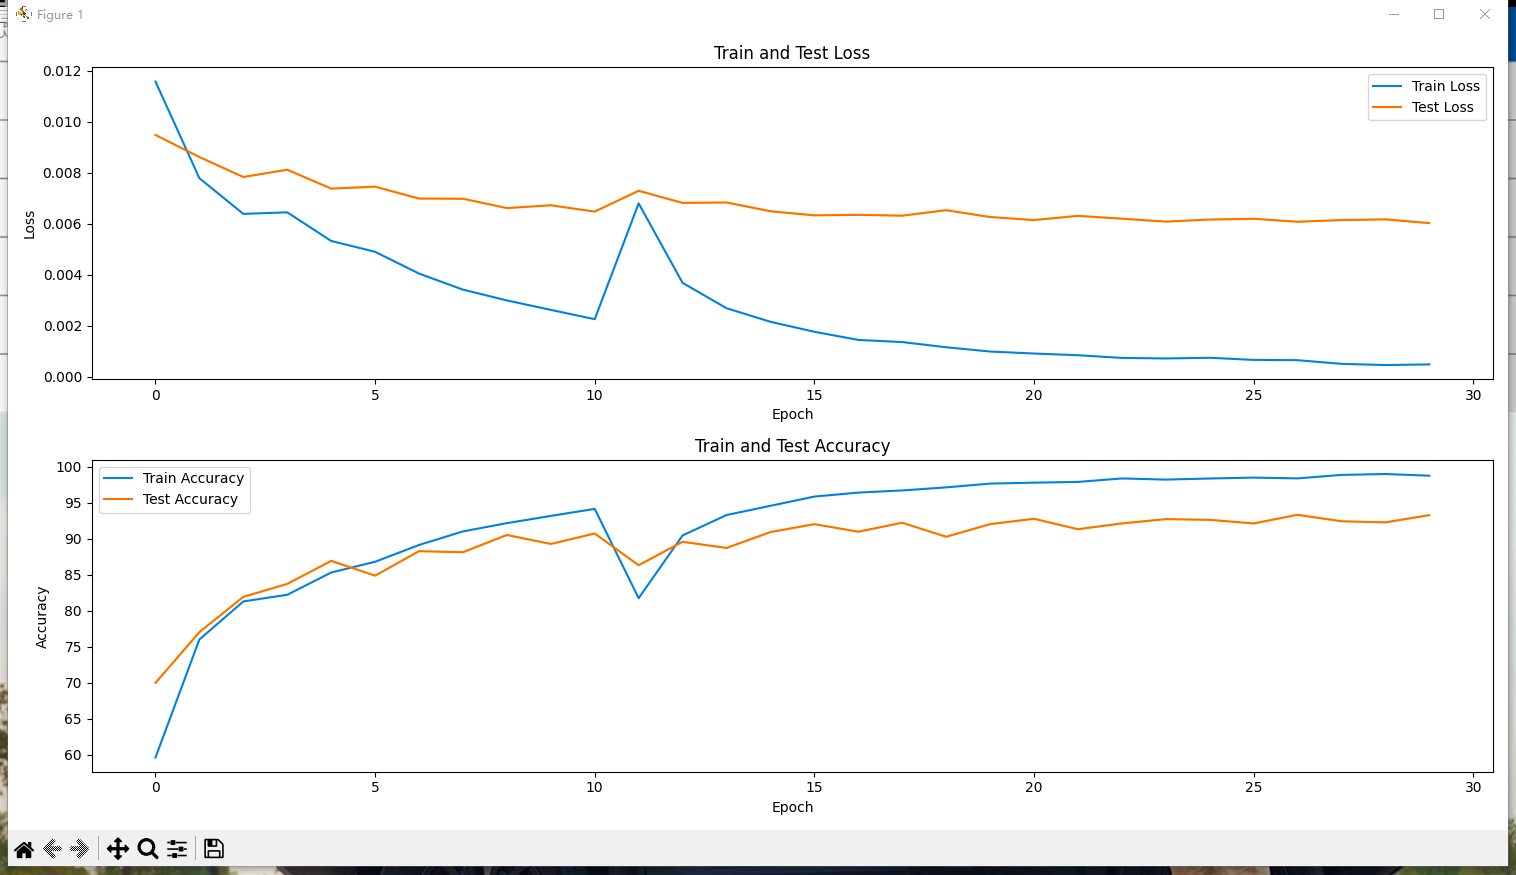 Figure 1
Train and Test Loss
0.012
0.010
0.008
0.006
0.004
0.002
0.000
Loss
Train Loss
Test Loss
0 5 10 15 20 25 30
Epoch
Train and Test Accuracy
100
95
90
85
80
75
70
65
60
Accuracy
Train Accuracy
Test Accuracy
0 5 10 15 20 25 30
Epoch